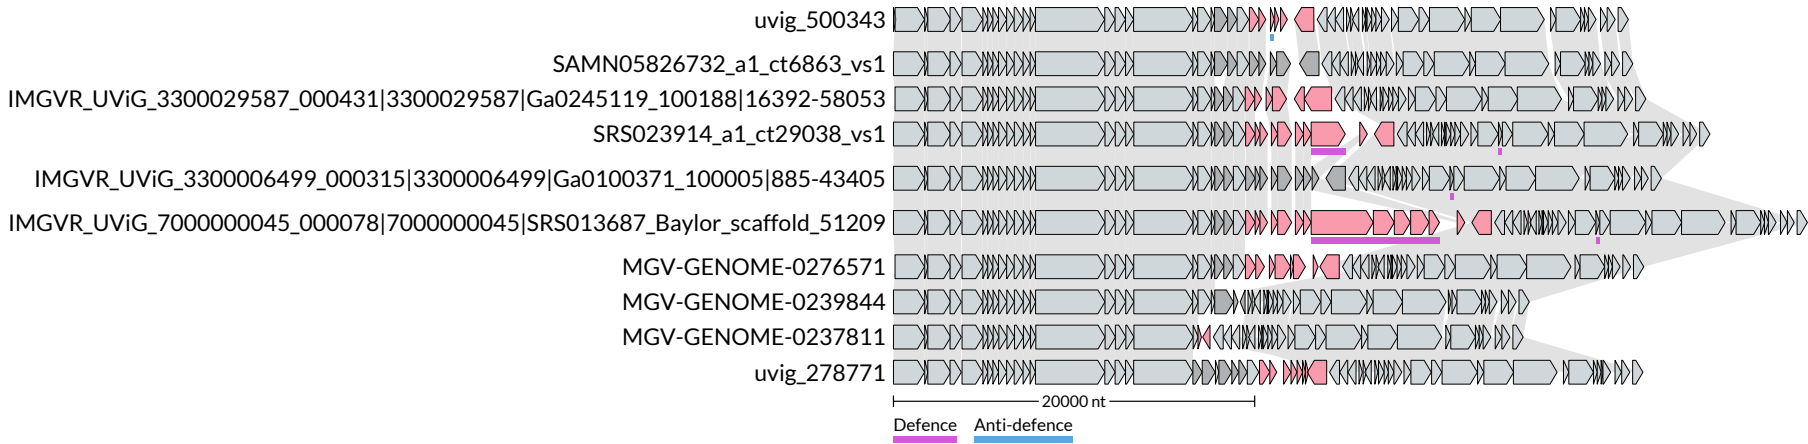 uvig_500343
SAMN05826732_a1_ct6863_vs1
IMGVR_UViG_3300029587_000431|3300029587|Ga0245119_100188|16392-58053
SRS023914_a1_ct29038_vs1
IMGVR_UViG_3300006499_000315|3300006499|Ga0100371_100005|885-43405
IMGVR_UViG_7000000045_000078|7000000045|SRS013687_Baylor_scaffold_51209
MGV-GENOME-0276571
MGV-GENOME-0239844
MGV-GENOME-0237811
uvig_278771
20000 nt
Defence Anti-defence